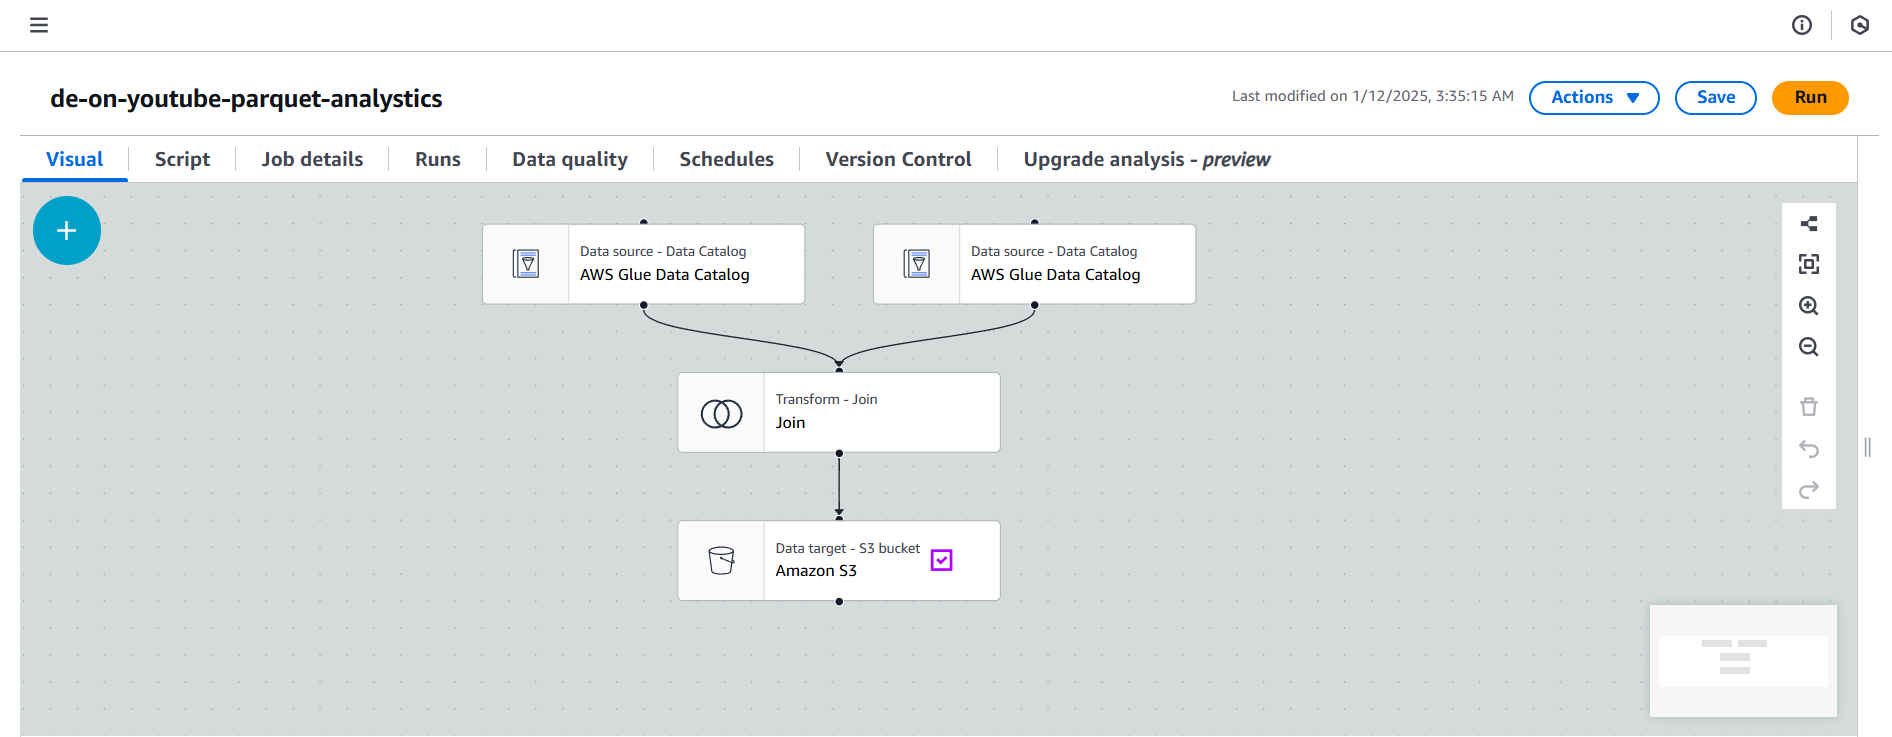 de-on-youtube-parquet-analystics
Last modified on 1/12/2025, 3:35:15 AM
Actions
Save
Run
Visual
Script
Job details
Runs
Data quality
Schedules
Version Control
Upgrade analysis - preview
Data source - Data Catalog
AWS Glue Data Catalog
Data source - Data Catalog
AWS Glue Data Catalog
Transform - Join
Join
Data target - S3 bucket
Amazon S3